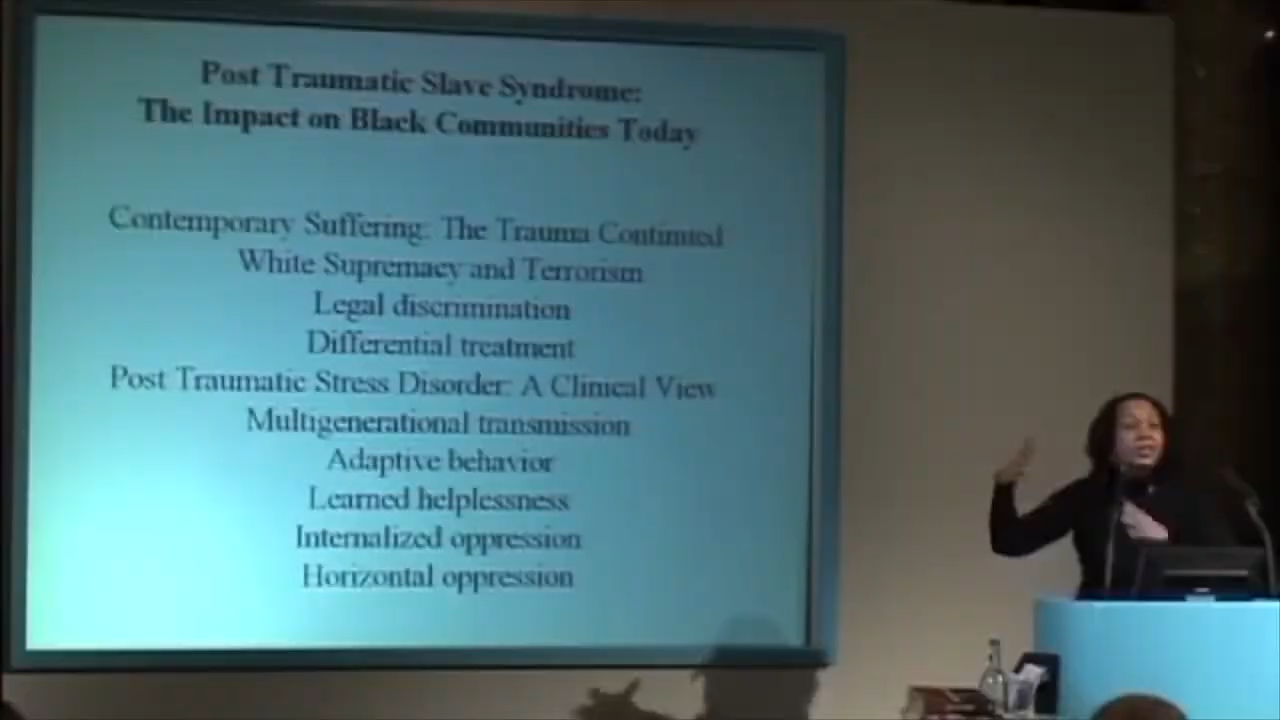 Post Traumatic Slave Syndrome:
The Impact on Black Communities Today
Contemporary Suffering: The Trauma Continued
White Supremacy and Terrorism
Legal discrimination
Differential treatment
Post Traumatic Stress Disorder: A Clinical View
Multigenerational transmission
Adaptive behavior
Learned helplessness
Internalized oppression
Horizontal oppression